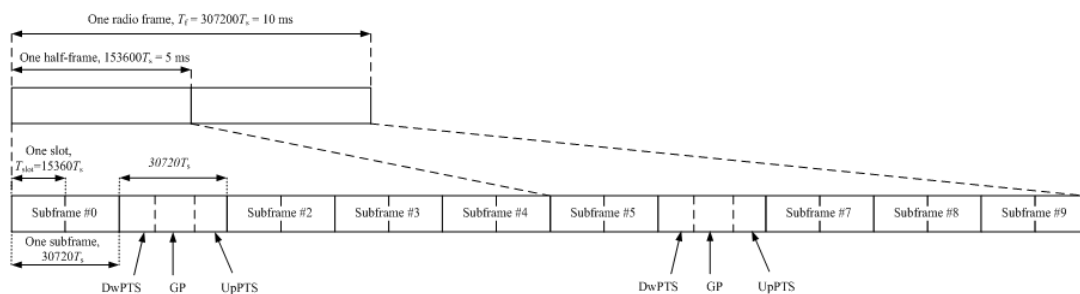 One radio frame, Tf = 307200Ts = 10 ms
One half-frame, 153600Ts = 5 ms
One slot,
Tslot=15360Ts
30720Ts
Subframe #0
Subframe #2
Subframe #3
Subframe #4
Subframe #5
Subframe #7
Subframe #8
Subframe #9
One subframe,
30720Ts
DwPTS
GP
UpPTS
DwPTS
GP
UpPTS